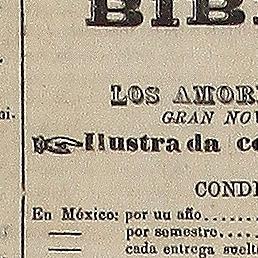 BIB
LOS AMOR
GRAN NOV
Ilustrada co
CONDI
En México: por un año......
por semestre....
cada entrega suelt